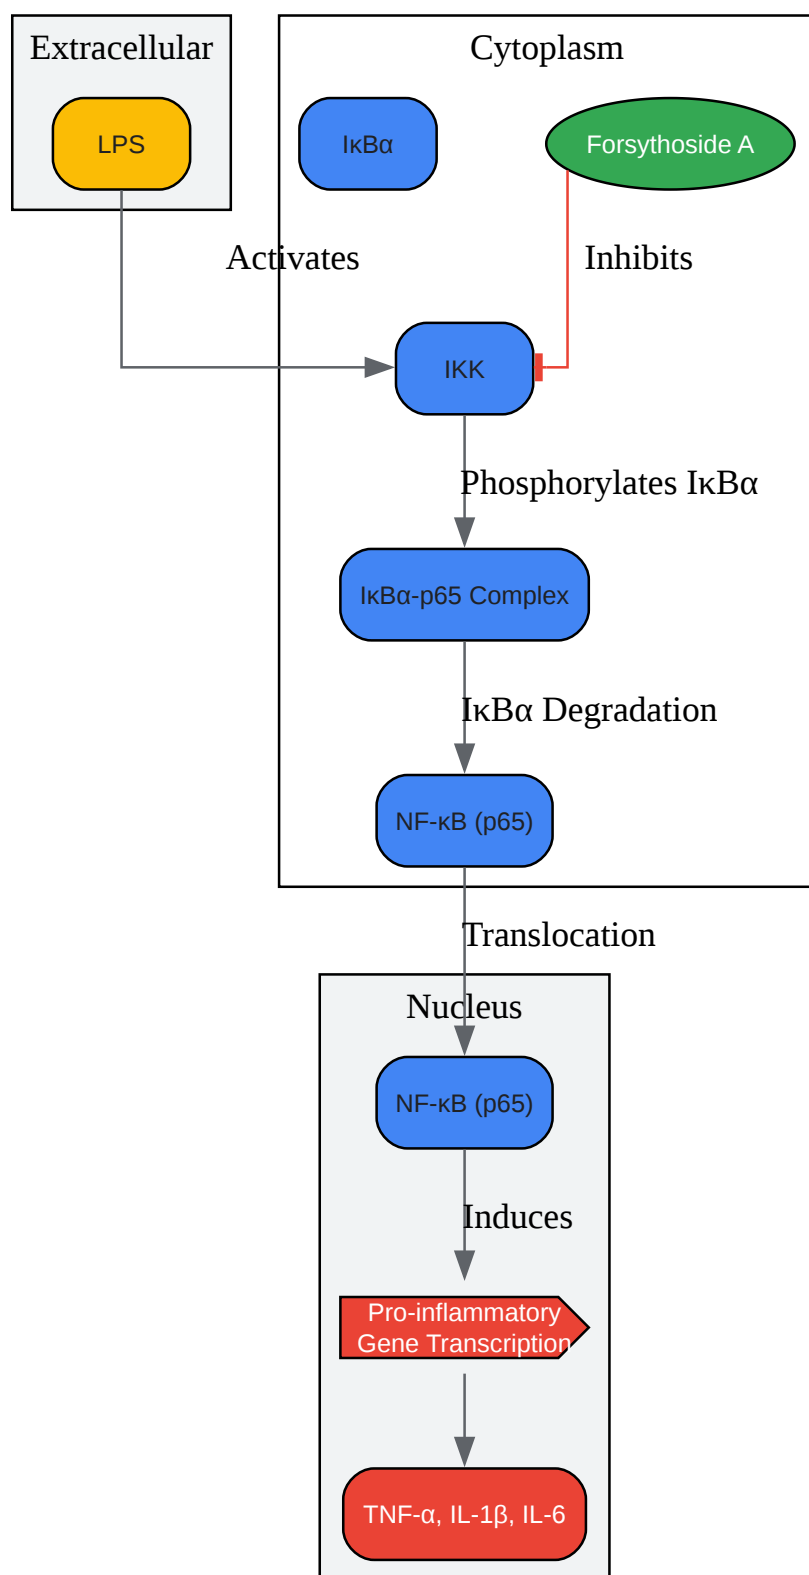 Extracellular
Cytoplasm
LPS
IκBα
Forsythoside A
Activates
Inhibits
IKK
Phosphorylates IκBα
IκBα-p65 Complex
IκBα Degradation
NF-κB (p65)
Translocation
Nucleus
NF-κB (p65)
Induces
Pro-inflammatory
Gene Transcription
TNF-α, IL-1β, IL-6